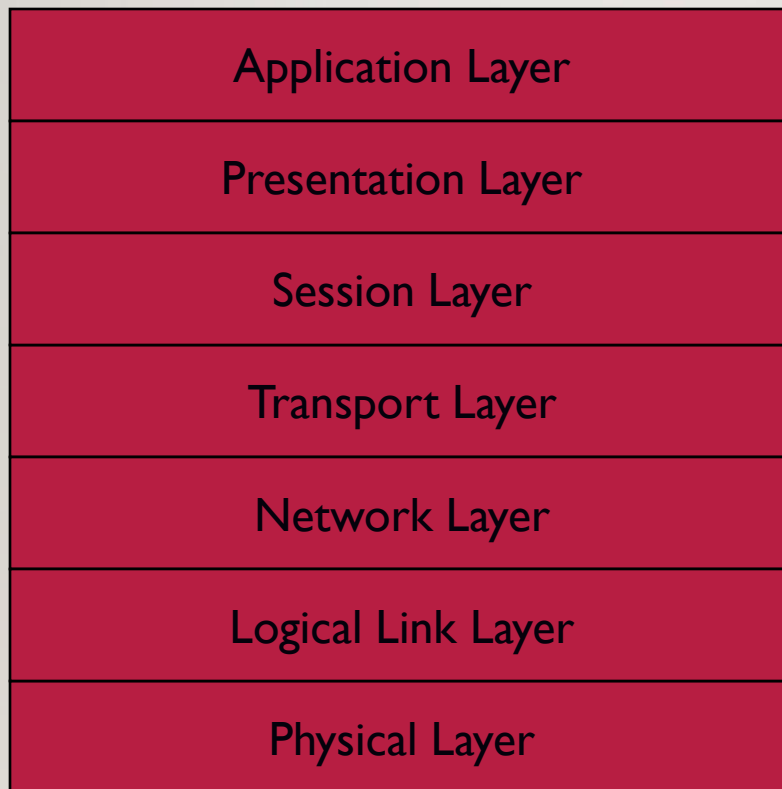 Application Layer
Presentation Layer
Session Layer
Transport Layer
Network Layer
Logical Link Layer
Physical Layer